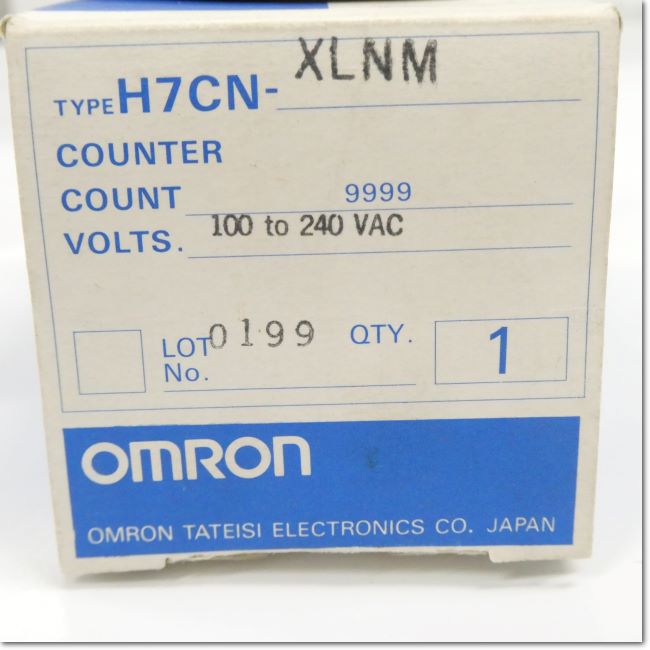 TYPE H7CN-XLNM
COUNTER
COUNT 9999
VOLTS. 100 to 240 VAC
LOT No. 0199 QTY. 1
OMRON
OMRON TATEISI ELECTRONICS CO. JAPAN